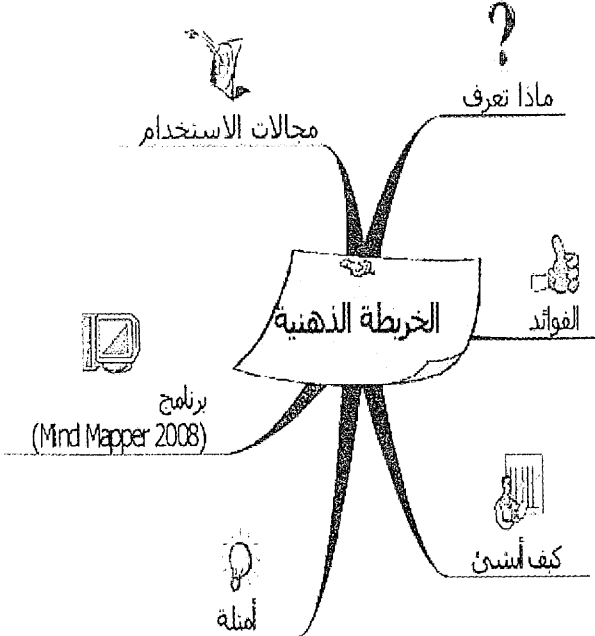 ماذا تعرف
مجالات الاستخدام
الخريطة الذهنية
الفوائد
برنامج
(Mind Mapper 2008)
كيف أنشئ
أمثلة